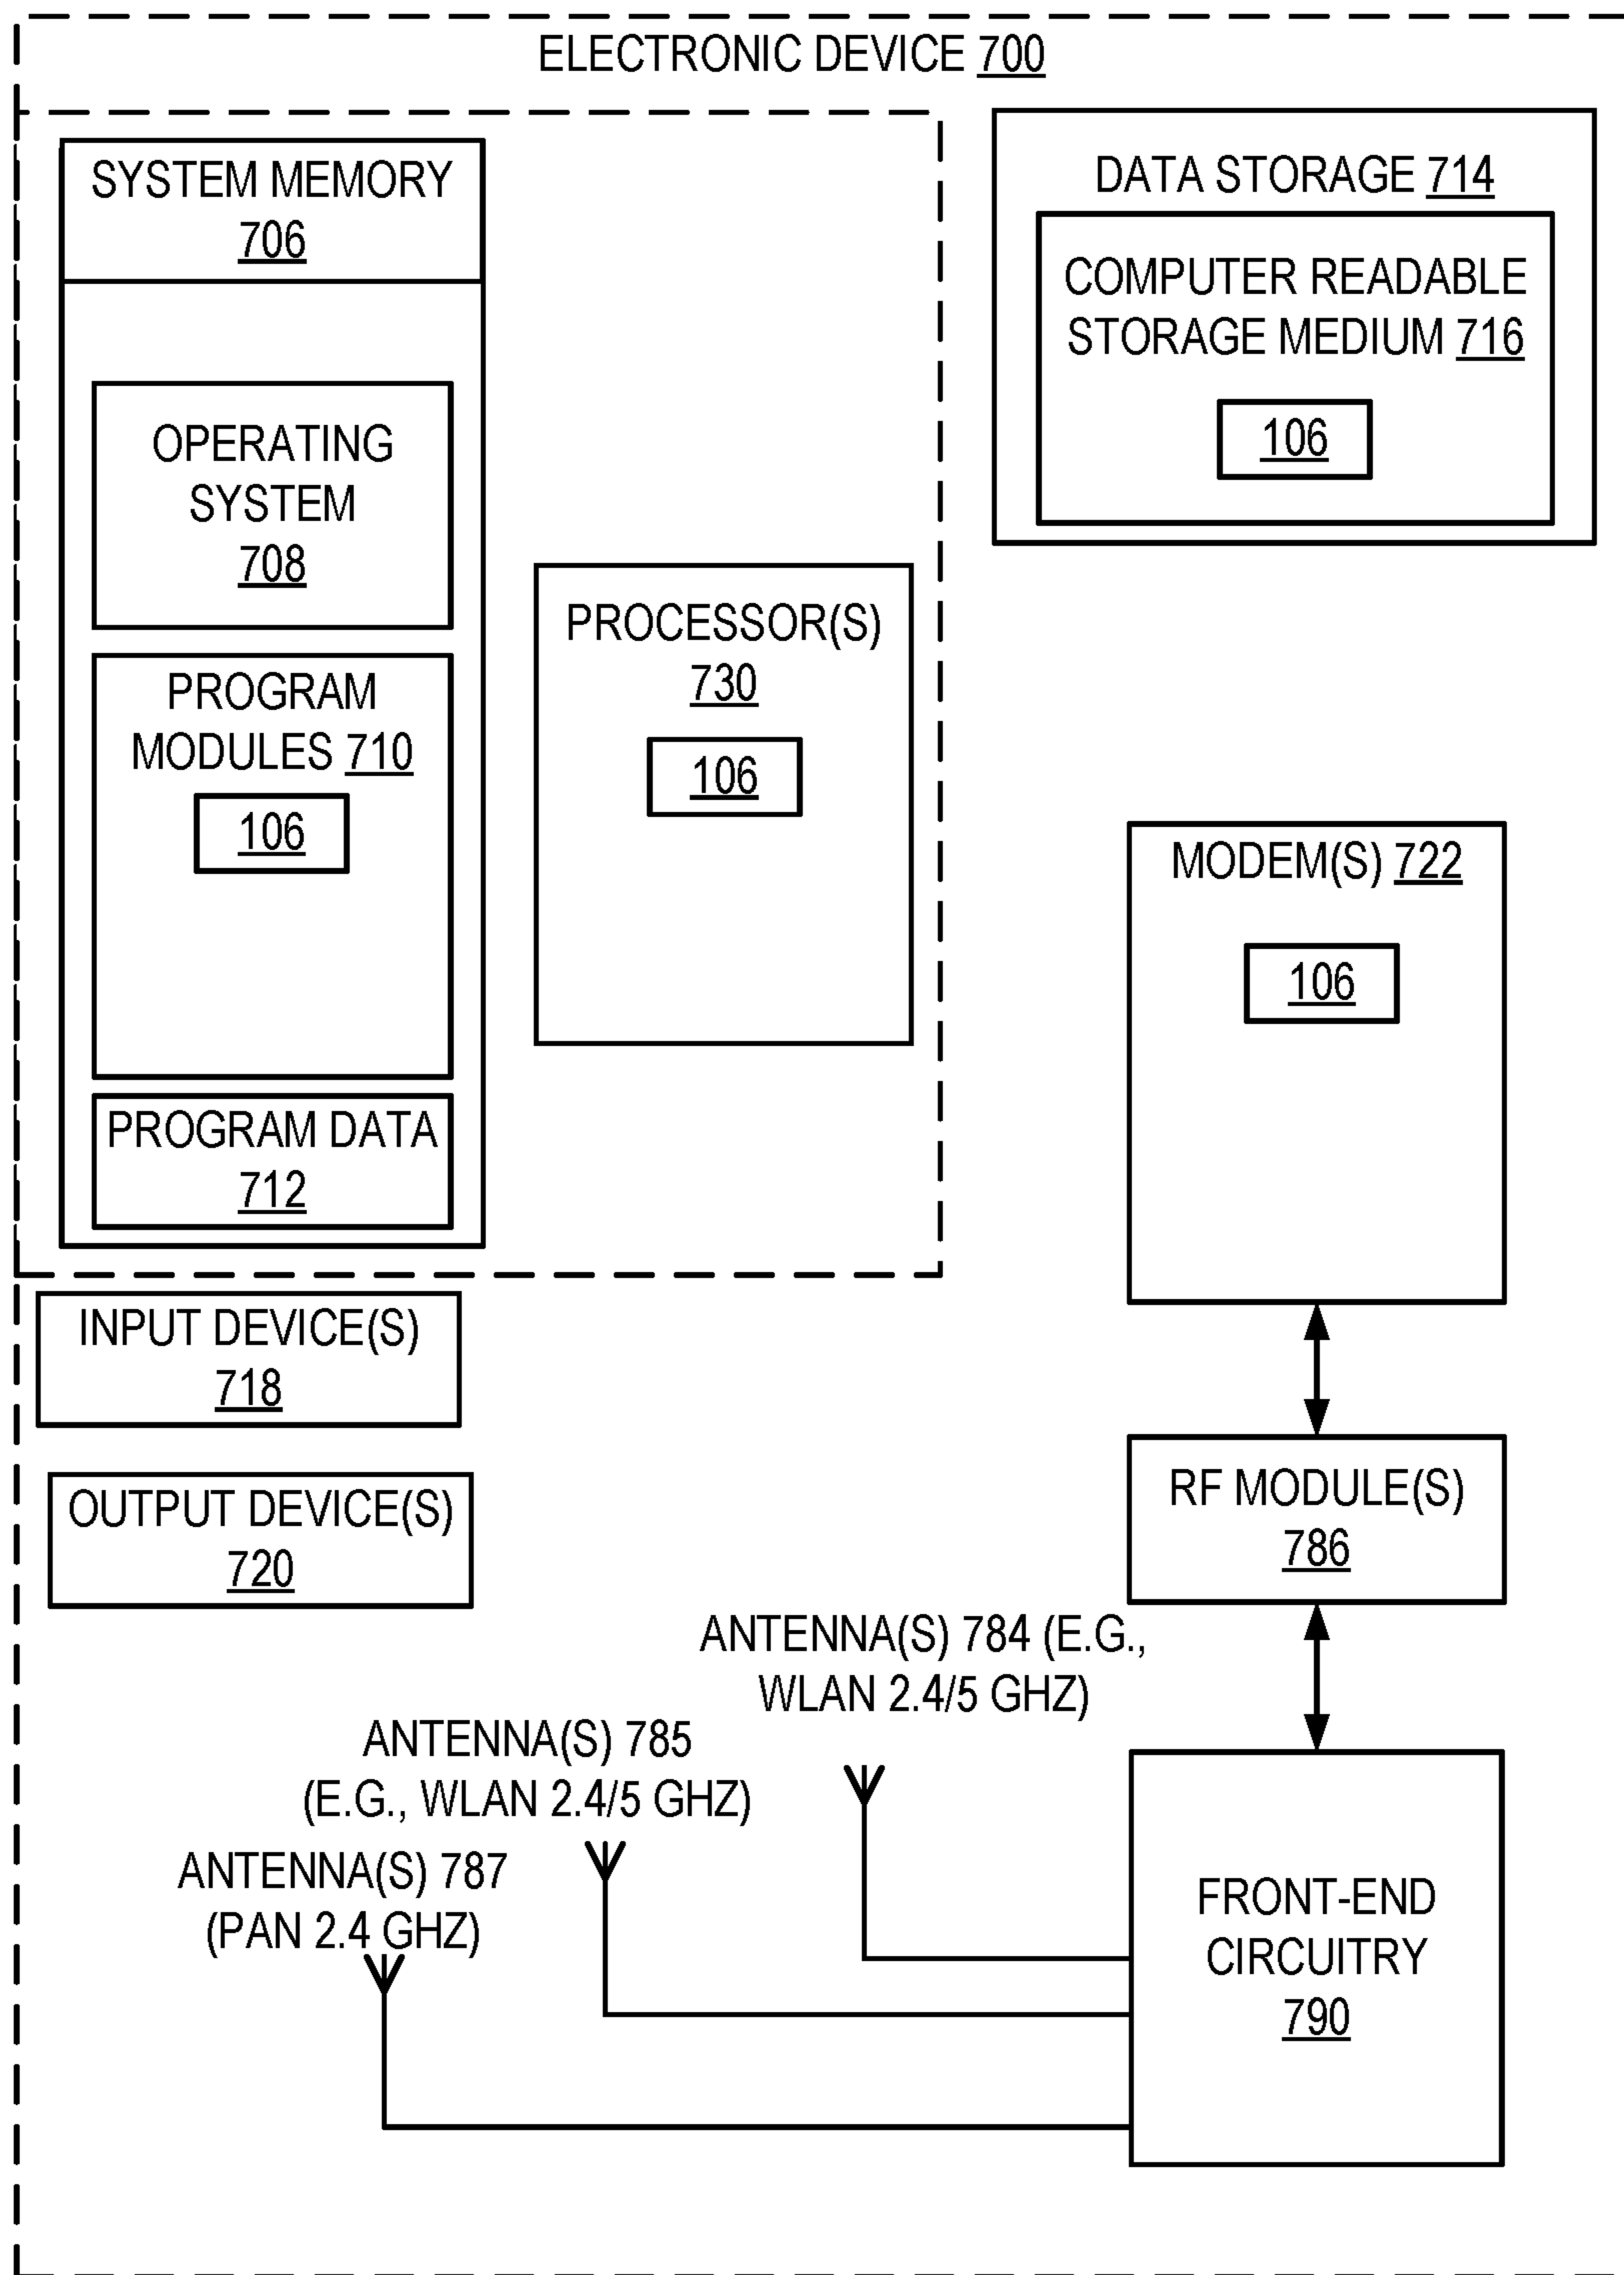 ELECTRONIC DEVICE 700
SYSTEM MEMORY
706
OPERATING
SYSTEM
708
PROGRAM
MODULES 710
106
PROGRAM DATA
712
PROCESSOR(S)
730
106
DATA STORAGE 714
COMPUTER READABLE
STORAGE MEDIUM 716
106
MODEM(S) 722
106
INPUT DEVICE(S)
718
OUTPUT DEVICE(S)
720
RF MODULE(S)
786
ANTENNA(S) 784 (E.G.,
WLAN 2.4/5 GHZ)
ANTENNA(S) 785
(E.G., WLAN 2.4/5 GHZ)
ANTENNA(S) 787
(PAN 2.4 GHZ)
FRONT-END
CIRCUITRY
790